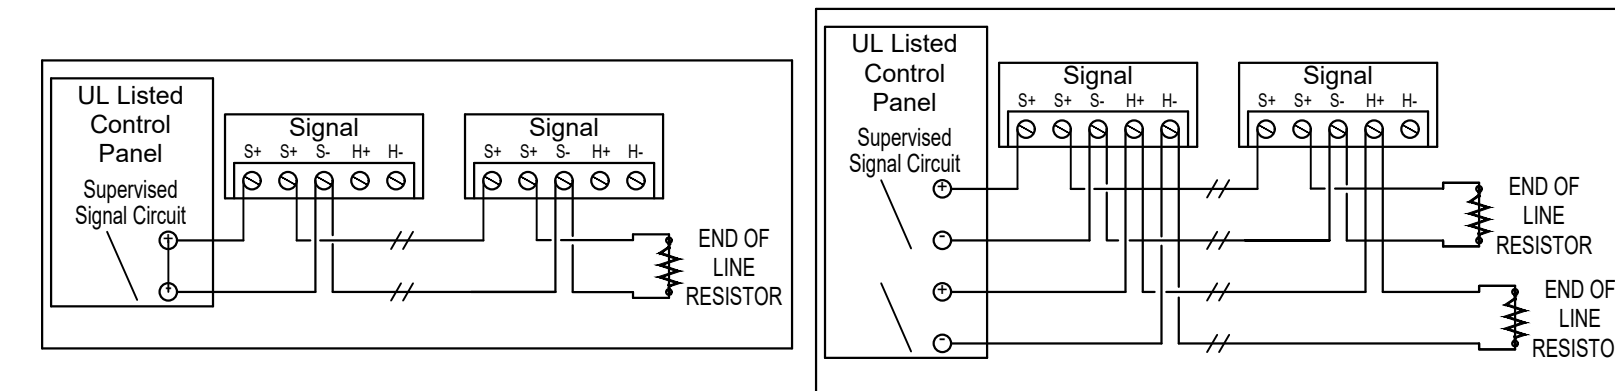 UL Listed
Control
Panel
Supervised
Signal Circuit
+
+
Signal
S+ S+ S- H+ H-
Signal
S+ S+ S- H+ H-
END OF
LINE
RESISTOR
UL Listed
Control
Panel
Supervised
Signal Circuit
+
-
+
-
Signal
S+ S+ S- H+ H-
Signal
S+ S+ S- H+ H-
END OF
LINE
RESISTOR
END OF
LINE
RESISTO